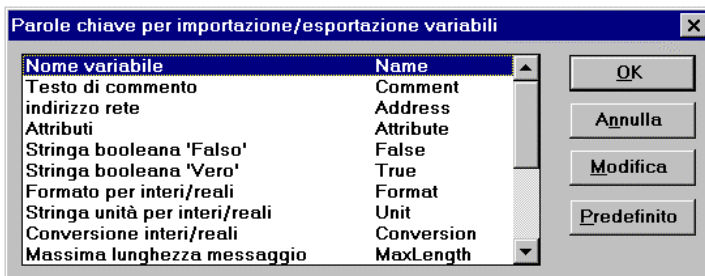 Parole chiave per importazione/esportazione variabili
Nome variabile Name
Testo di commento Comment
indirizzo rete Address
Attributi Attribute
Stringa booleana 'Falso' False
Stringa booleana 'Vero' True
Formato per interi/reali Format
Stringa unità per interi/reali Unit
Conversione interi/reali Conversion
Massima lunghezza messaggio MaxLength
OK
Annulla
Modifica
Predefinito